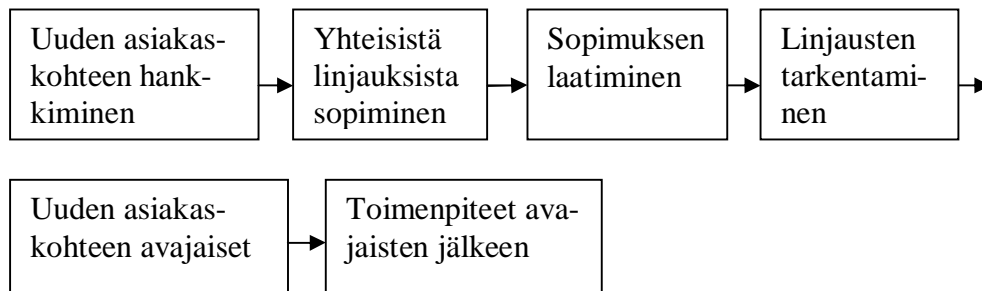 Uuden asiakas-
kohteen hank-
kiminen
Yhteisistä
linjauksista
sopiminen
Sopimuksen
laatiminen
Linjausten
tarkentami-
nen
Uuden asiakas-
kohteen avajaiset
Toimenpiteet ava-
jaisten jälkeen